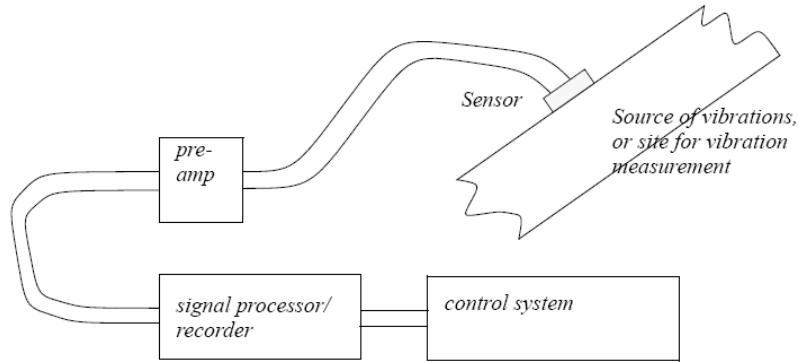 Sensor
Source of vibrations,
or site for vibration
measurement
pre-
amp
signal processor/
recorder
control system